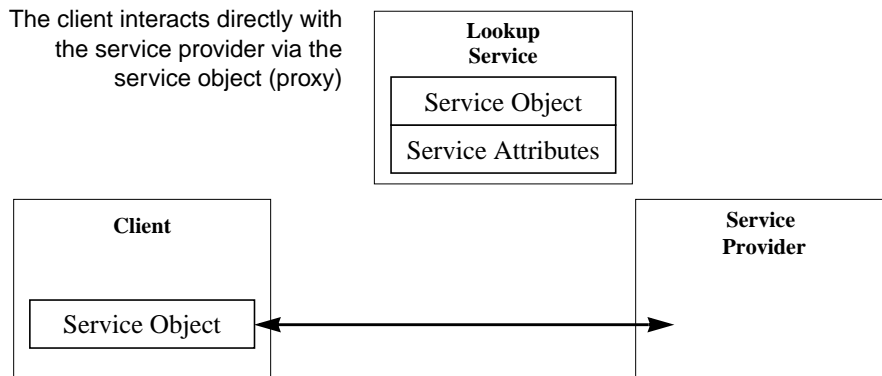 The client interacts directly with
the service provider via the
service object (proxy)
Lookup
Service
Service Object
Service Attributes
Client
Service Object
Service
Provider